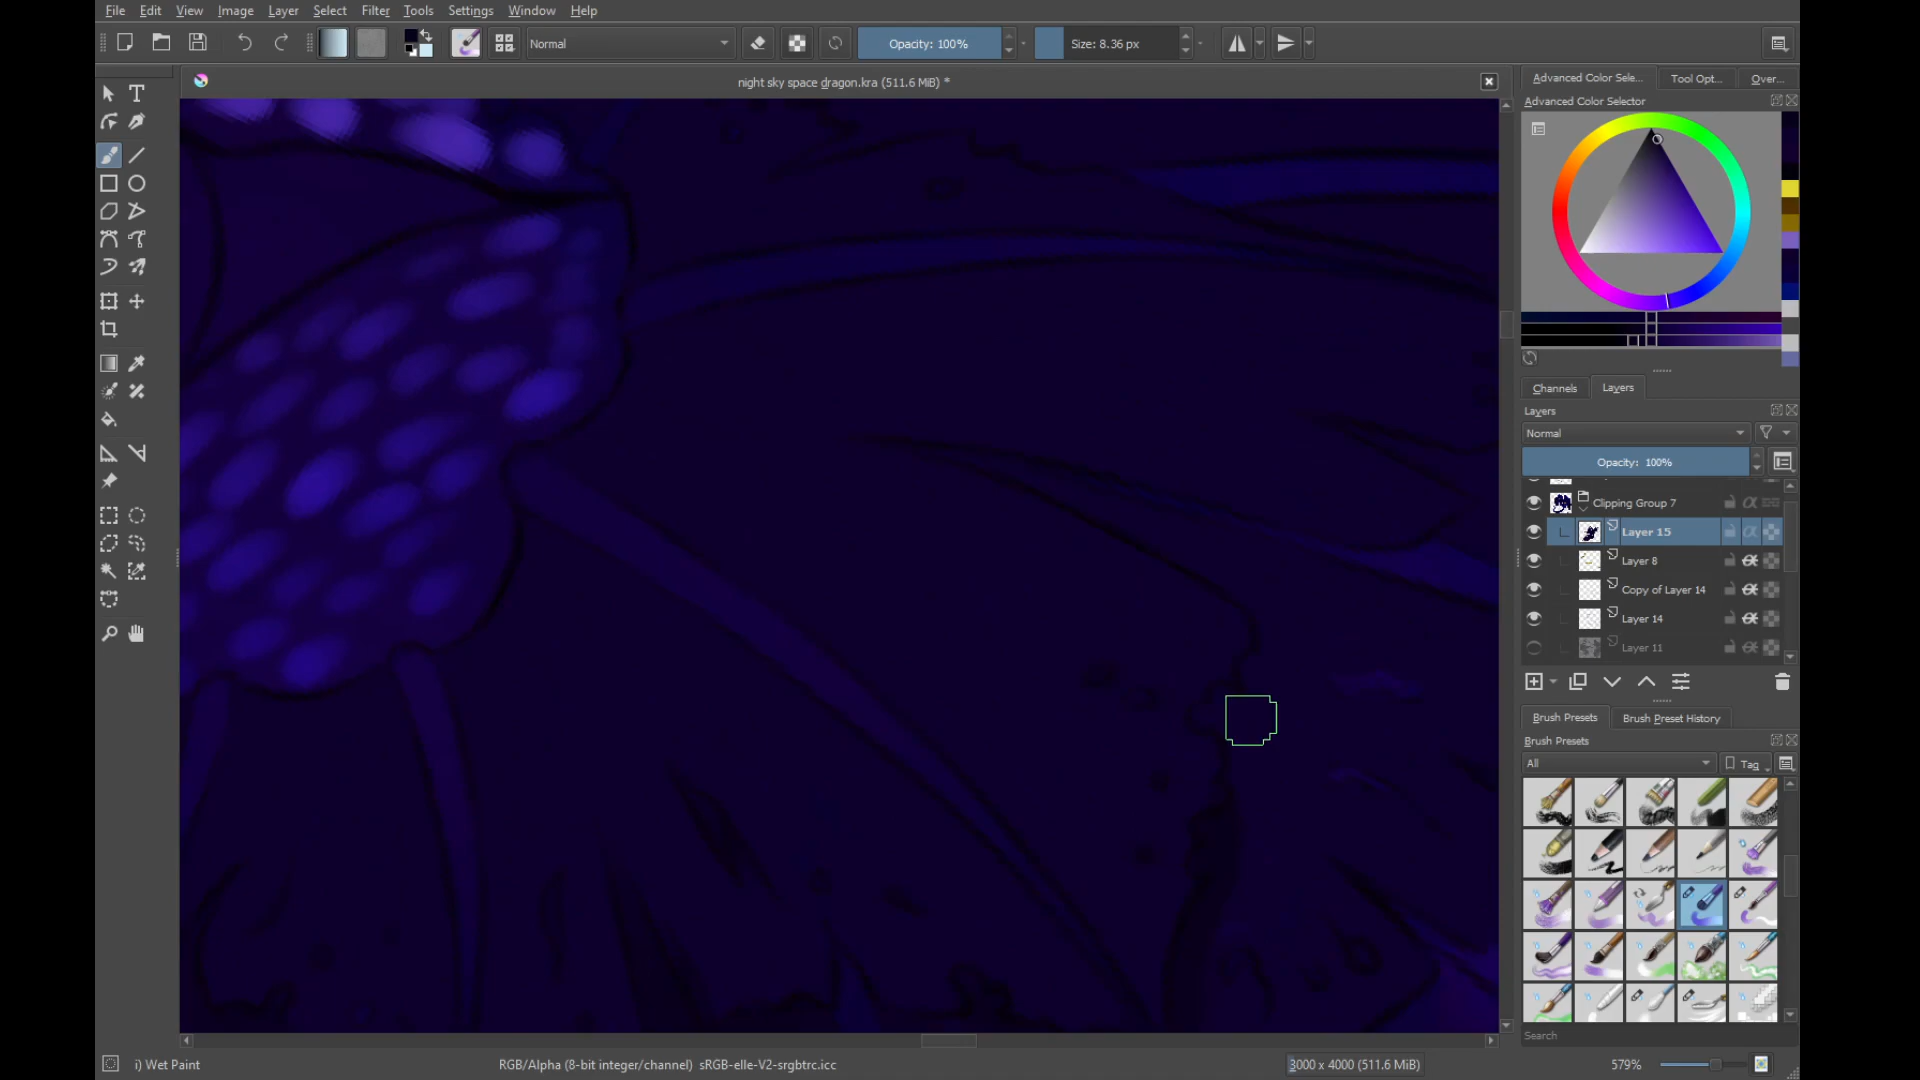 File Edit View Select Filter Tools Settings Window Help
Image Layer
Normal
Opacity: 100%
Size: 8.36 px
night sky space dragon.kra (511.6 MiB) *
Advanced Color Sele...
Tool Opt...
Over...
Advanced Color Selector
Channels
Layers
Layers
Normal
Opacity: 100%
Clipping Group 7
Layer 15
Layer 8
Copy of Layer 14
Layer 14
Layer 11
Brush Presets
Brush Preset History
Brush Presets
All
Tag
Search
i) Wet Paint
RGB/Alpha (8-bit integer/channel) sRGB-elle-V2-srgbtrc.icc
3000 x 4000 (511.6 MiB)
579%